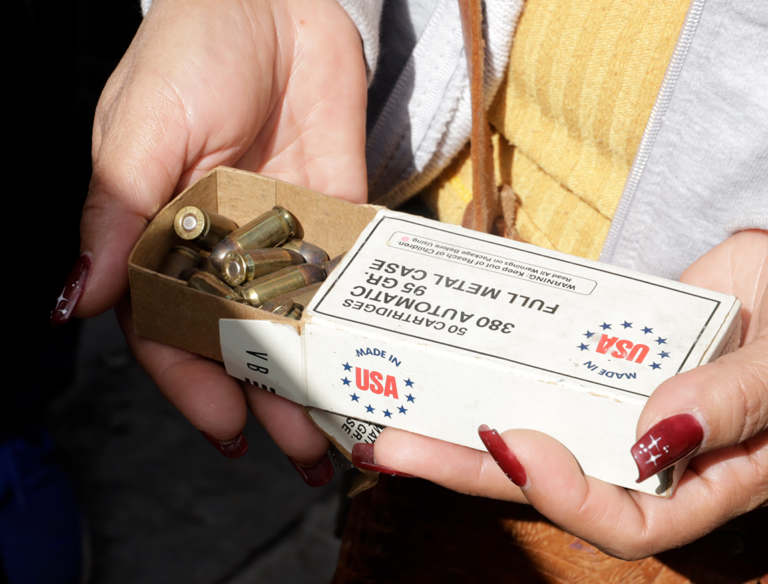 50 CARTRIDGES
380 AUTOMATIC
95 GR.
FULL METAL CASE
WARNING: Keep out of Reach of Children
Read All Warnings on Package Before Using
MADE IN
USA
MADE IN
USA
V B